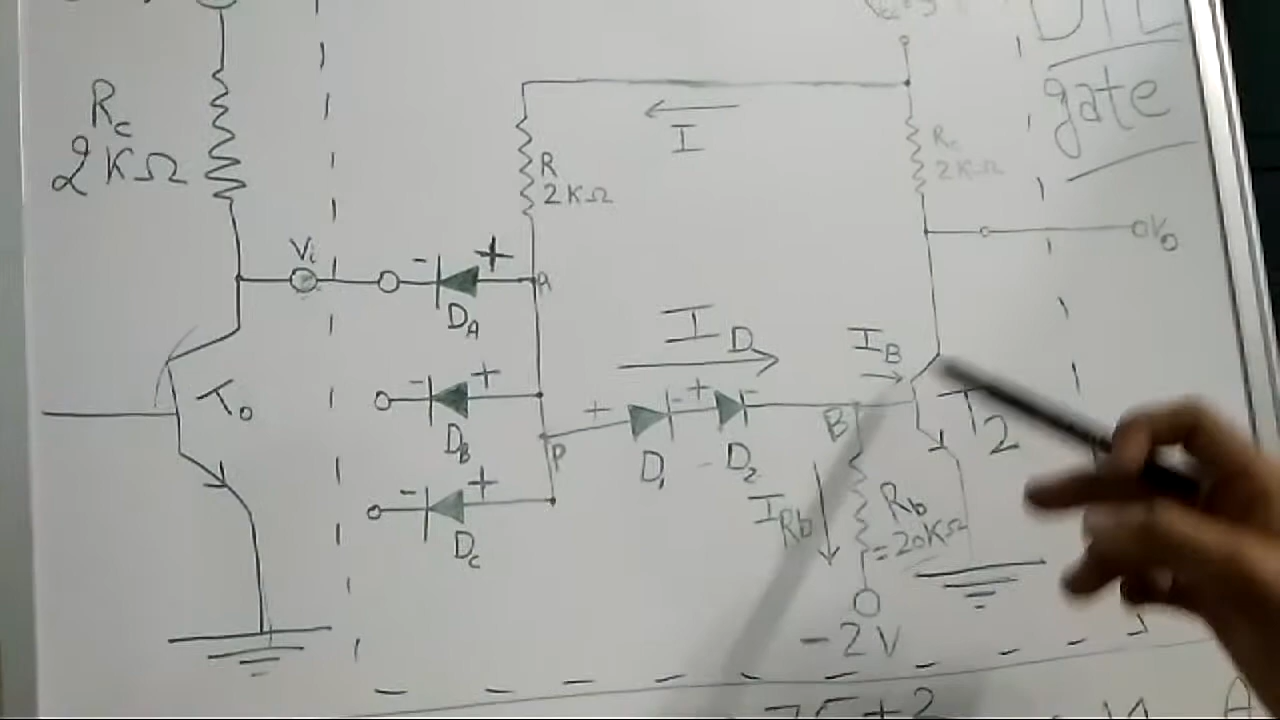 gate
Rc
2KΩ
I
R
2KΩ
Rc
2KΩ
Vi
- +
DA
A
Vo
ID
IB
To
- +
DB
+ - + -
P
D1 - D2
B
T2
- +
DC
IRb
Rb
=20KΩ
-2V